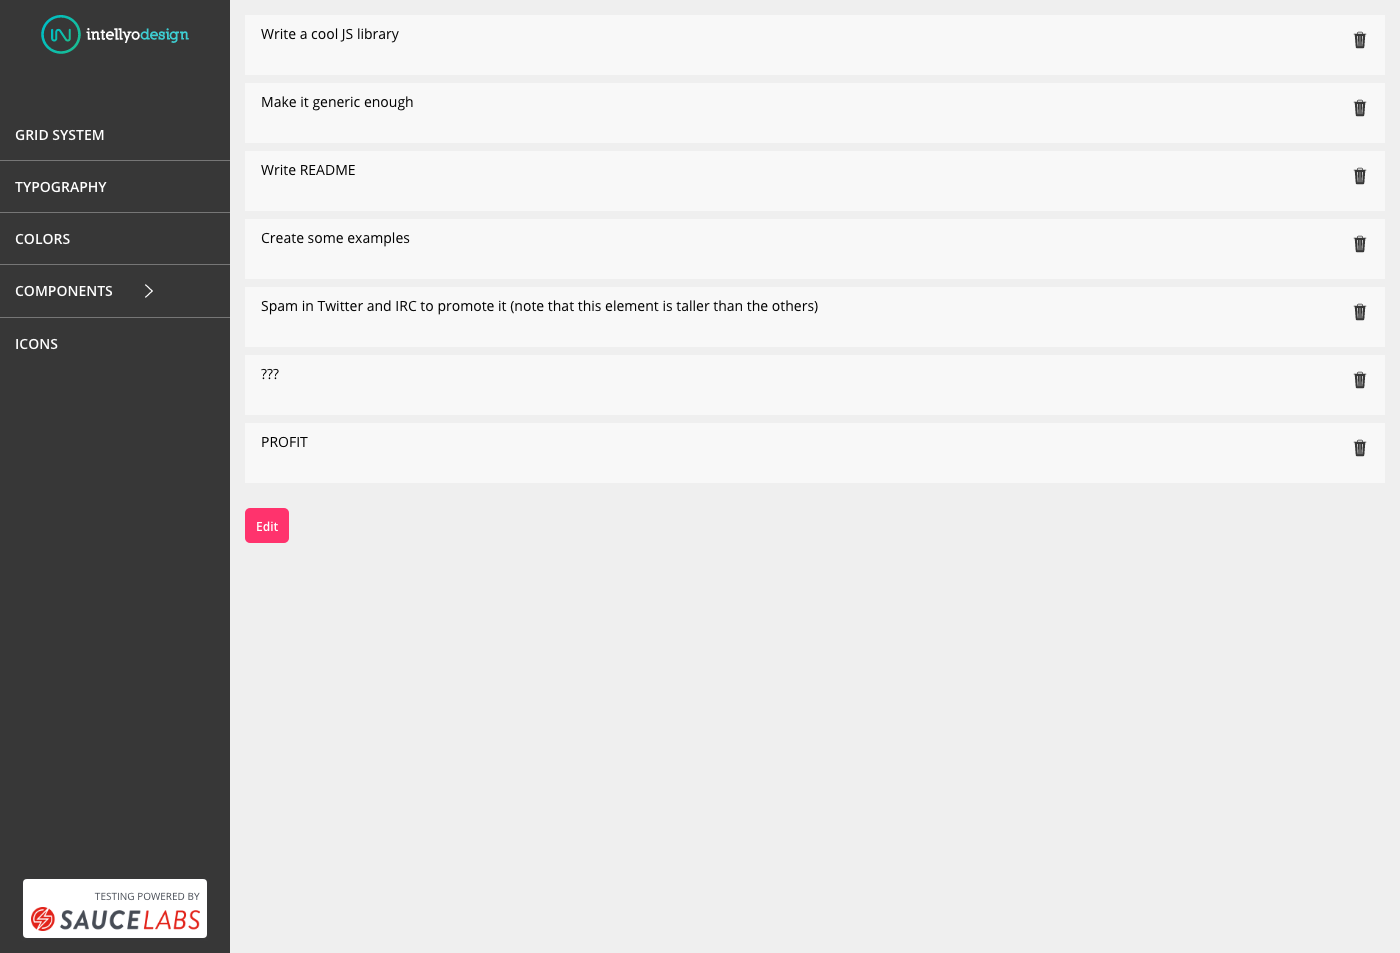 intellyodesign
GRID SYSTEM
TYPOGRAPHY
COLORS
COMPONENTS
ICONS
TESTING POWERED BY
SAUCELABS
Write a cool JS library
Make it generic enough
Write README
Create some examples
Spam in Twitter and IRC to promote it (note that this element is taller than the others)
???
PROFIT
Edit